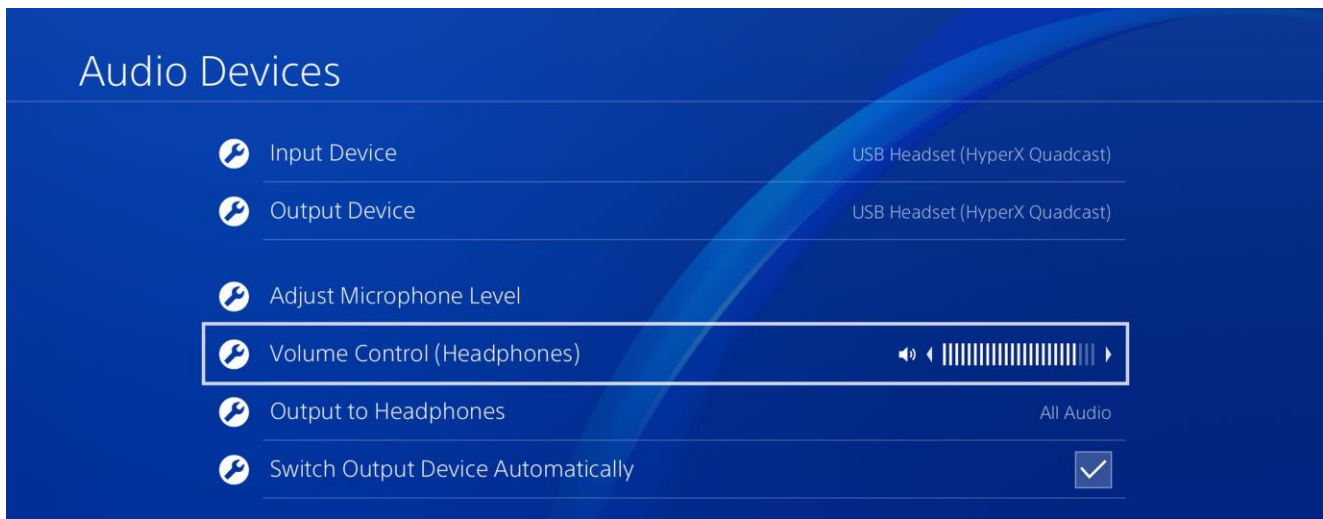 Audio Devices
Input Device USB Headset (HyperX Quadcast)
Output Device USB Headset (HyperX Quadcast)
Adjust Microphone Level
Volume Control (Headphones)
Output to Headphones All Audio
Switch Output Device Automatically